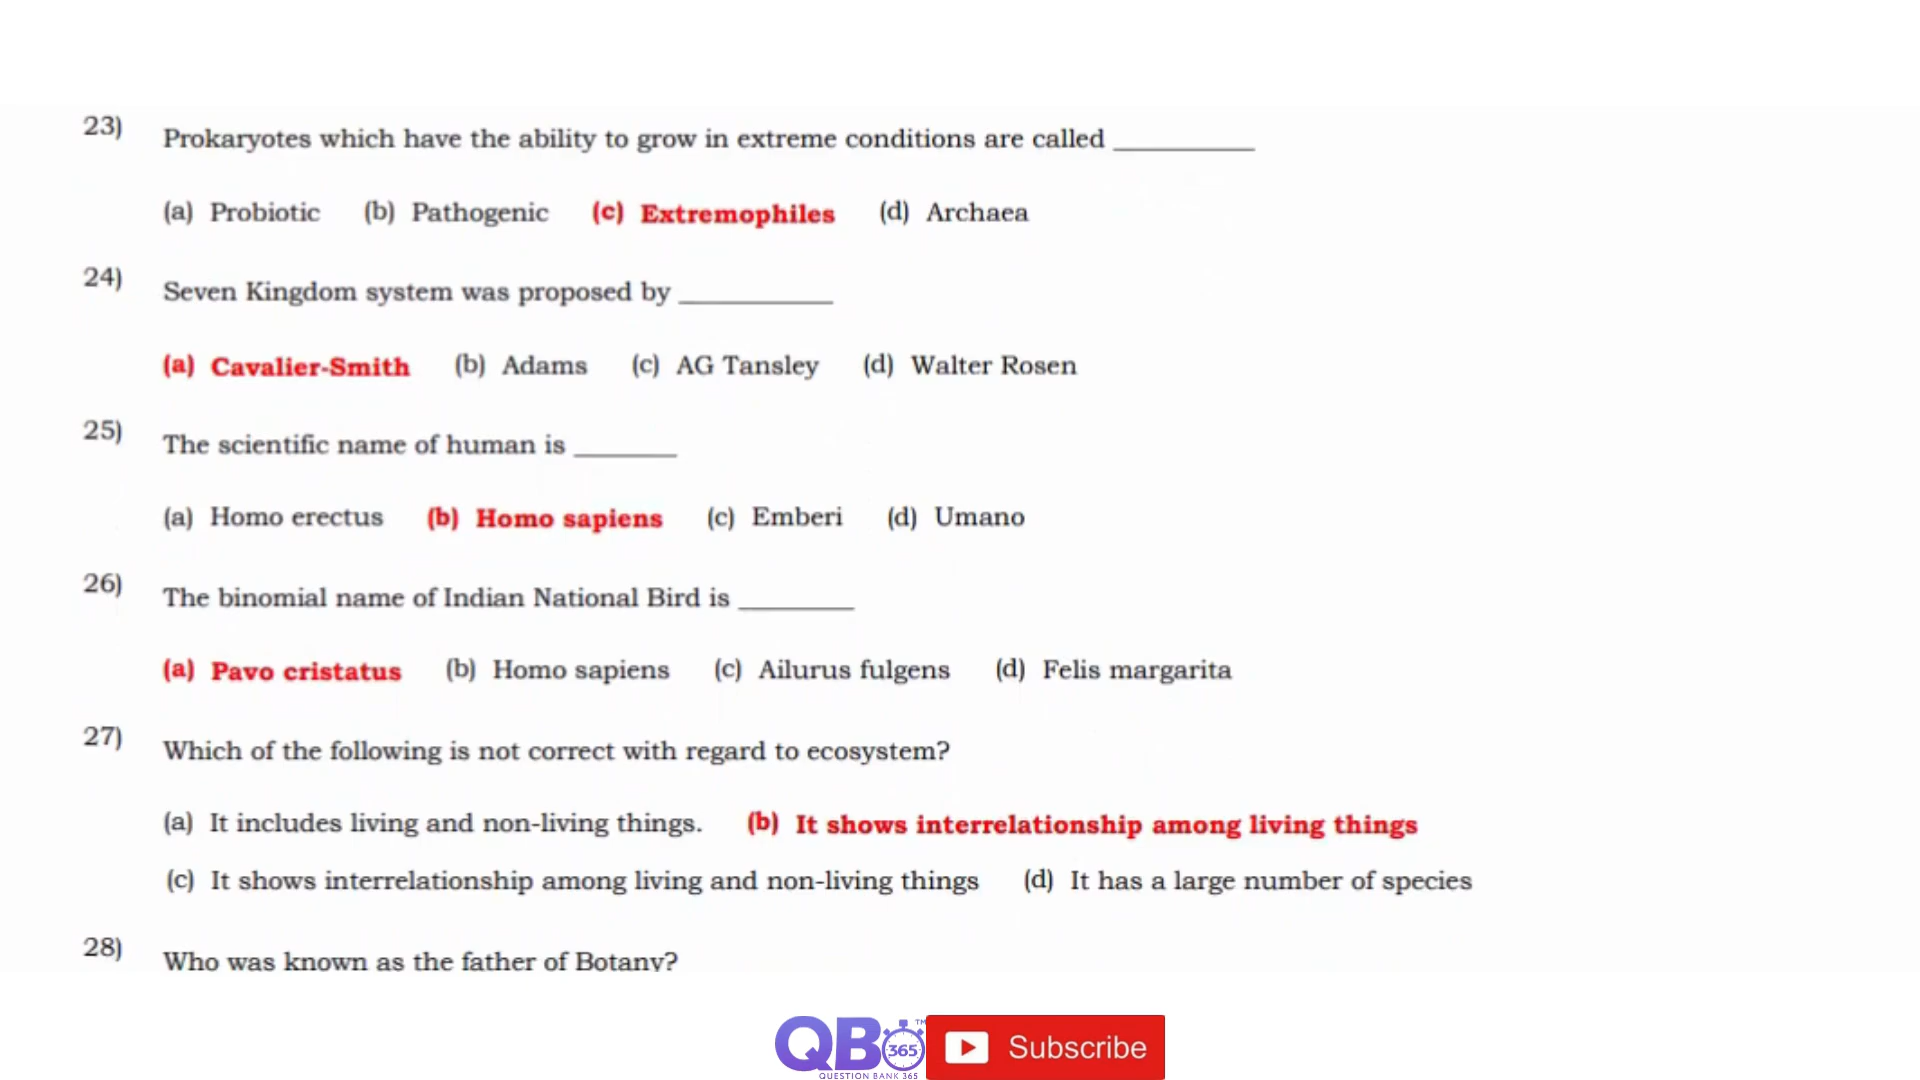 23) Prokaryotes which have the ability to grow in extreme conditions are called __________
(a) Probiotic (b) Pathogenic (c) Extremophiles (d) Archaea
24) Seven Kingdom system was proposed by ___________
(a) Cavalier-Smith (b) Adams (c) AG Tansley (d) Walter Rosen
25) The scientific name of human is _______
(a) Homo erectus (b) Homo sapiens (c) Emberi (d) Umano
26) The binomial name of Indian National Bird is ________
(a) Pavo cristatus (b) Homo sapiens (c) Ailurus fulgens (d) Felis margarita
27) Which of the following is not correct with regard to ecosystem?
(a) It includes living and non-living things. (b) It shows interrelationship among living things
(c) It shows interrelationship among living and non-living things (d) It has a large number of species
28) Who was known as the father of Botany?
QB 365 ™ Subscribe
QUESTION BANK 365